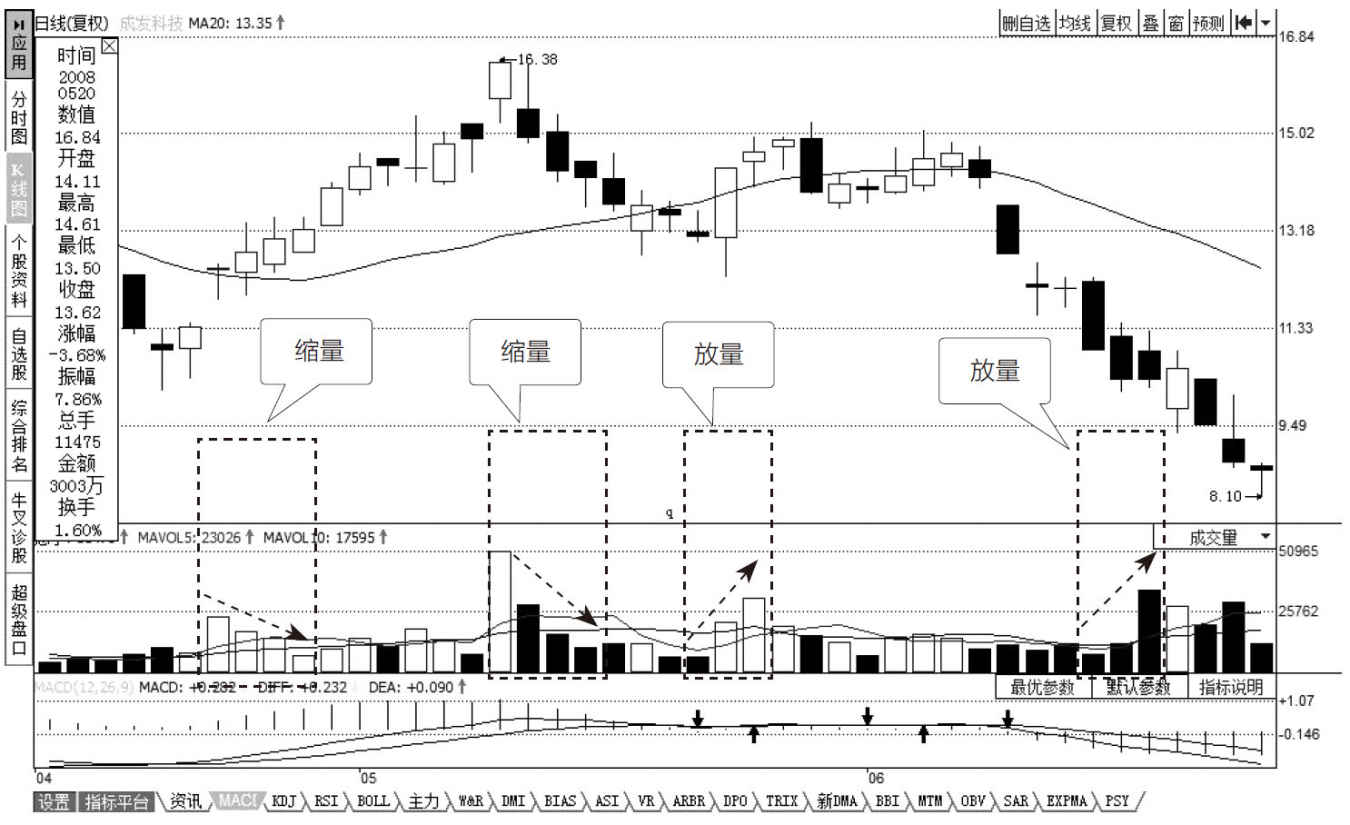 日线(复权) 成发科技 MA20: 13.35↑
删自选 均线 复权 叠 窗 预测
应用
分时图
K线图
个股资料
自选股
综合排名
牛叉诊股
超级盘口
时间
2008
0520
数值
16.84
开盘
14.11
最高
14.61
最低
13.50
收盘
13.62
涨幅
-3.68%
振幅
7.86%
总手
11475
金额
3003万
换手
1.60%
16.84
15.02
13.18
11.33
9.49
16.38
8.10
缩量
缩量
放量
放量
q
MAVOL5: 23026↑ MAVOL10: 17595↑
成交量
50965
25762
MACD(12,26,9) MACD: +0.282 DIFF: +0.232 DEA: +0.090↑
最优参数 默认参数 指标说明
+1.07
-0.146
04 05 06
设置 指标平台 资讯 MACD KDJ RSI BOLL 主力 W&R DMI BIAS ASI VR ARBR DPO TRIX 新DMA BBI MTM OBV SAR EXPMA PSY